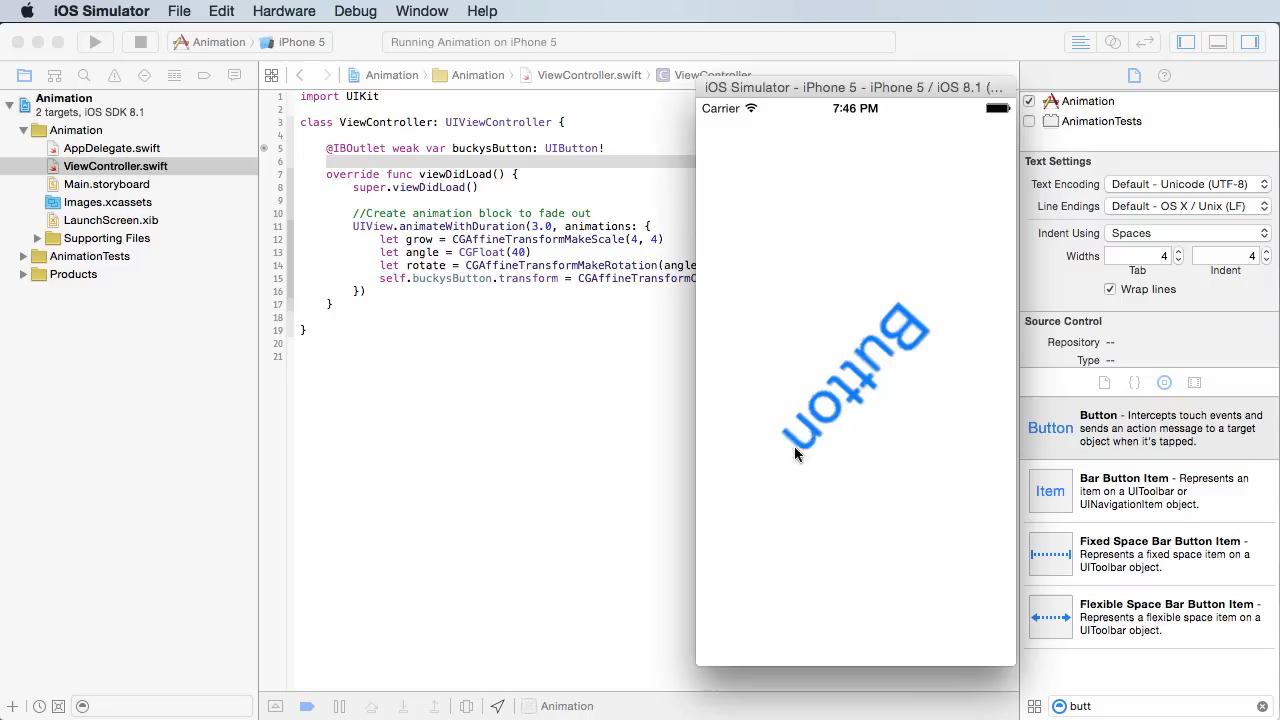 iOS Simulator File Edit Hardware Debug Window Help
Animation iPhone 5
Running Animation on iPhone 5
Animation Animation ViewController.swift ViewController
Animation
2 targets, iOS SDK 8.1
Animation
AppDelegate.swift
ViewController.swift
Main.storyboard
Images.xcassets
LaunchScreen.xib
Supporting Files
AnimationTests
Products
1 import UIKit
2
3 class ViewController: UIViewController {
4
5 @IBOutlet weak var buckysButton: UIButton!
6
7 override func viewDidLoad() {
8 super.viewDidLoad()
9
10 //Create animation block to fade out
11 UIView.animateWithDuration(3.0, animations: {
12 let grow = CGAffineTransformMakeScale(4, 4)
13 let angle = CGFloat(40)
14 let rotate = CGAffineTransformMakeRotation(angle
15 self.buckysButton.transform = CGAffineTransformC
16 })
17 }
18
19 }
20
21
iOS Simulator - iPhone 5 - iPhone 5 / iOS 8.1 (...
Carrier 7:46 PM
Button
Animation
AnimationTests
Text Settings
Text Encoding Default - Unicode (UTF-8)
Line Endings Default - OS X / Unix (LF)
Indent Using Spaces
Widths 4 4
Tab Indent
Wrap lines
Source Control
Repository --
Type --
Button
Button - Intercepts touch events and
sends an action message to a target
object when it's tapped.
Item
Bar Button Item - Represents an
item on a UIToolbar or
UINavigationItem object.
Fixed Space Bar Button Item -
Represents a fixed space item on a
UIToolbar object.
Flexible Space Bar Button Item -
Represents a flexible space item on a
UIToolbar object.
Animation
butt